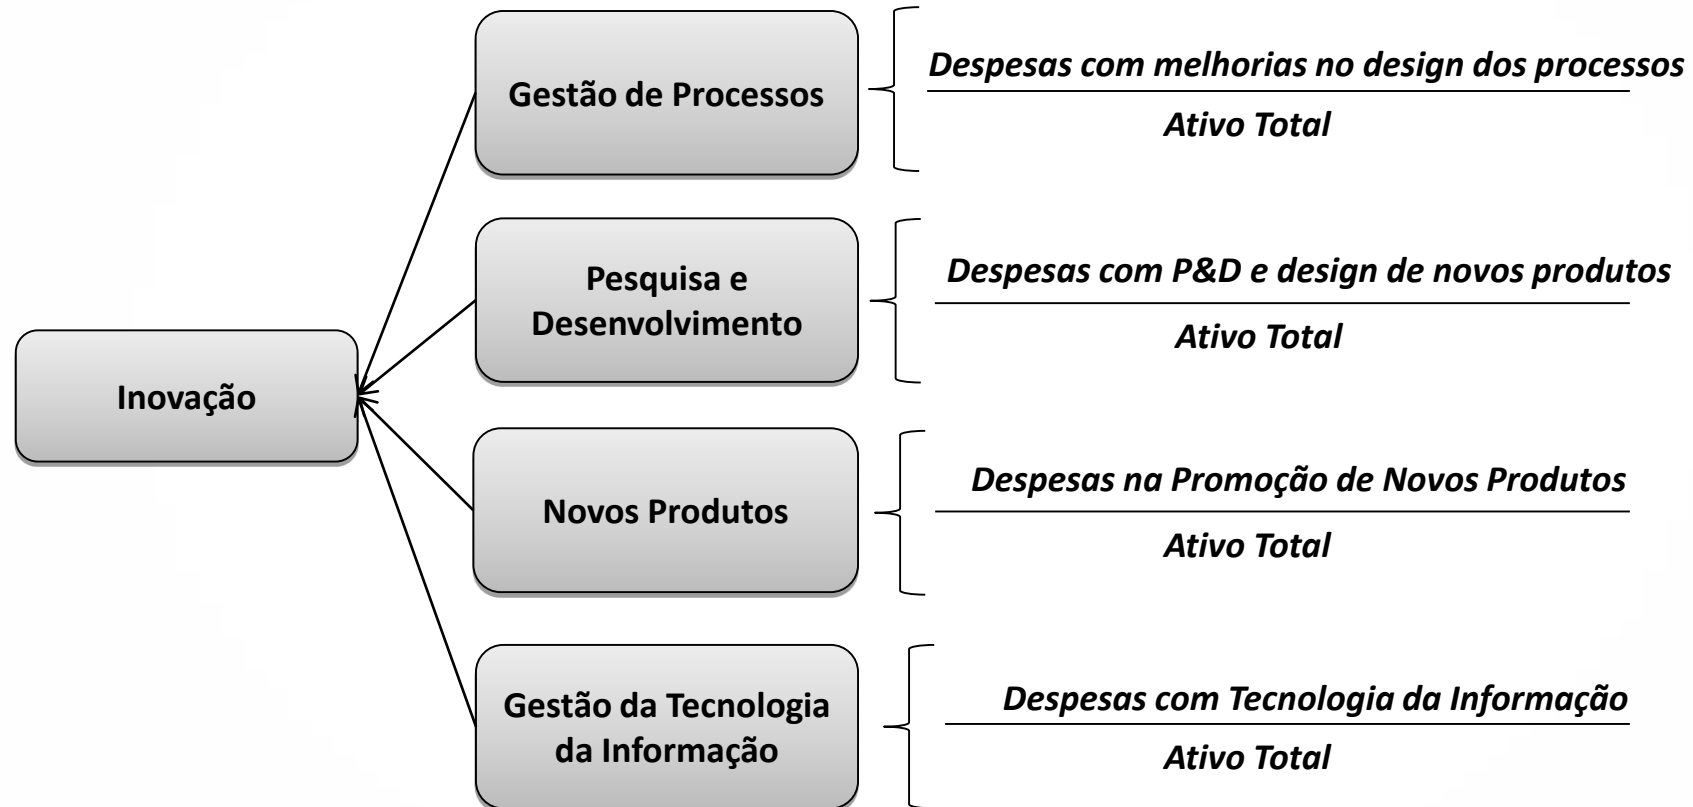 Gestão de Processos
Despesas com melhorias no design dos processos
Ativo Total
Pesquisa e
Desenvolvimento
Despesas com P&D e design de novos produtos
Ativo Total
Inovação
Novos Produtos
Despesas na Promoção de Novos Produtos
Ativo Total
Gestão da Tecnologia
da Informação
Despesas com Tecnologia da Informação
Ativo Total